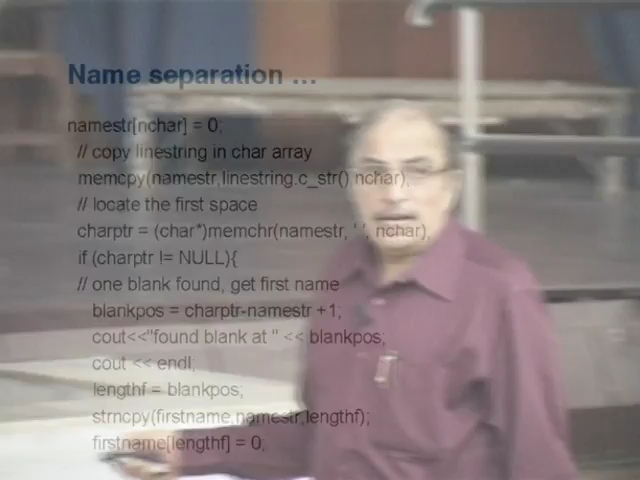 Name separation ...
namestr[nchar] = 0;
// copy linestring in char array
memcpy(namestr,linestring.c_str(),nchar);
// locate the first space
charptr = (char*)memchr(namestr, ' ', nchar);
if (charptr != NULL){
// one blank found, get first name
blankpos = charptr-namestr +1;
cout<<"found blank at " << blankpos;
cout << endl;
lengthf = blankpos;
strncpy(firstname,namestr,lengthf);
firstname[lengthf] = 0;